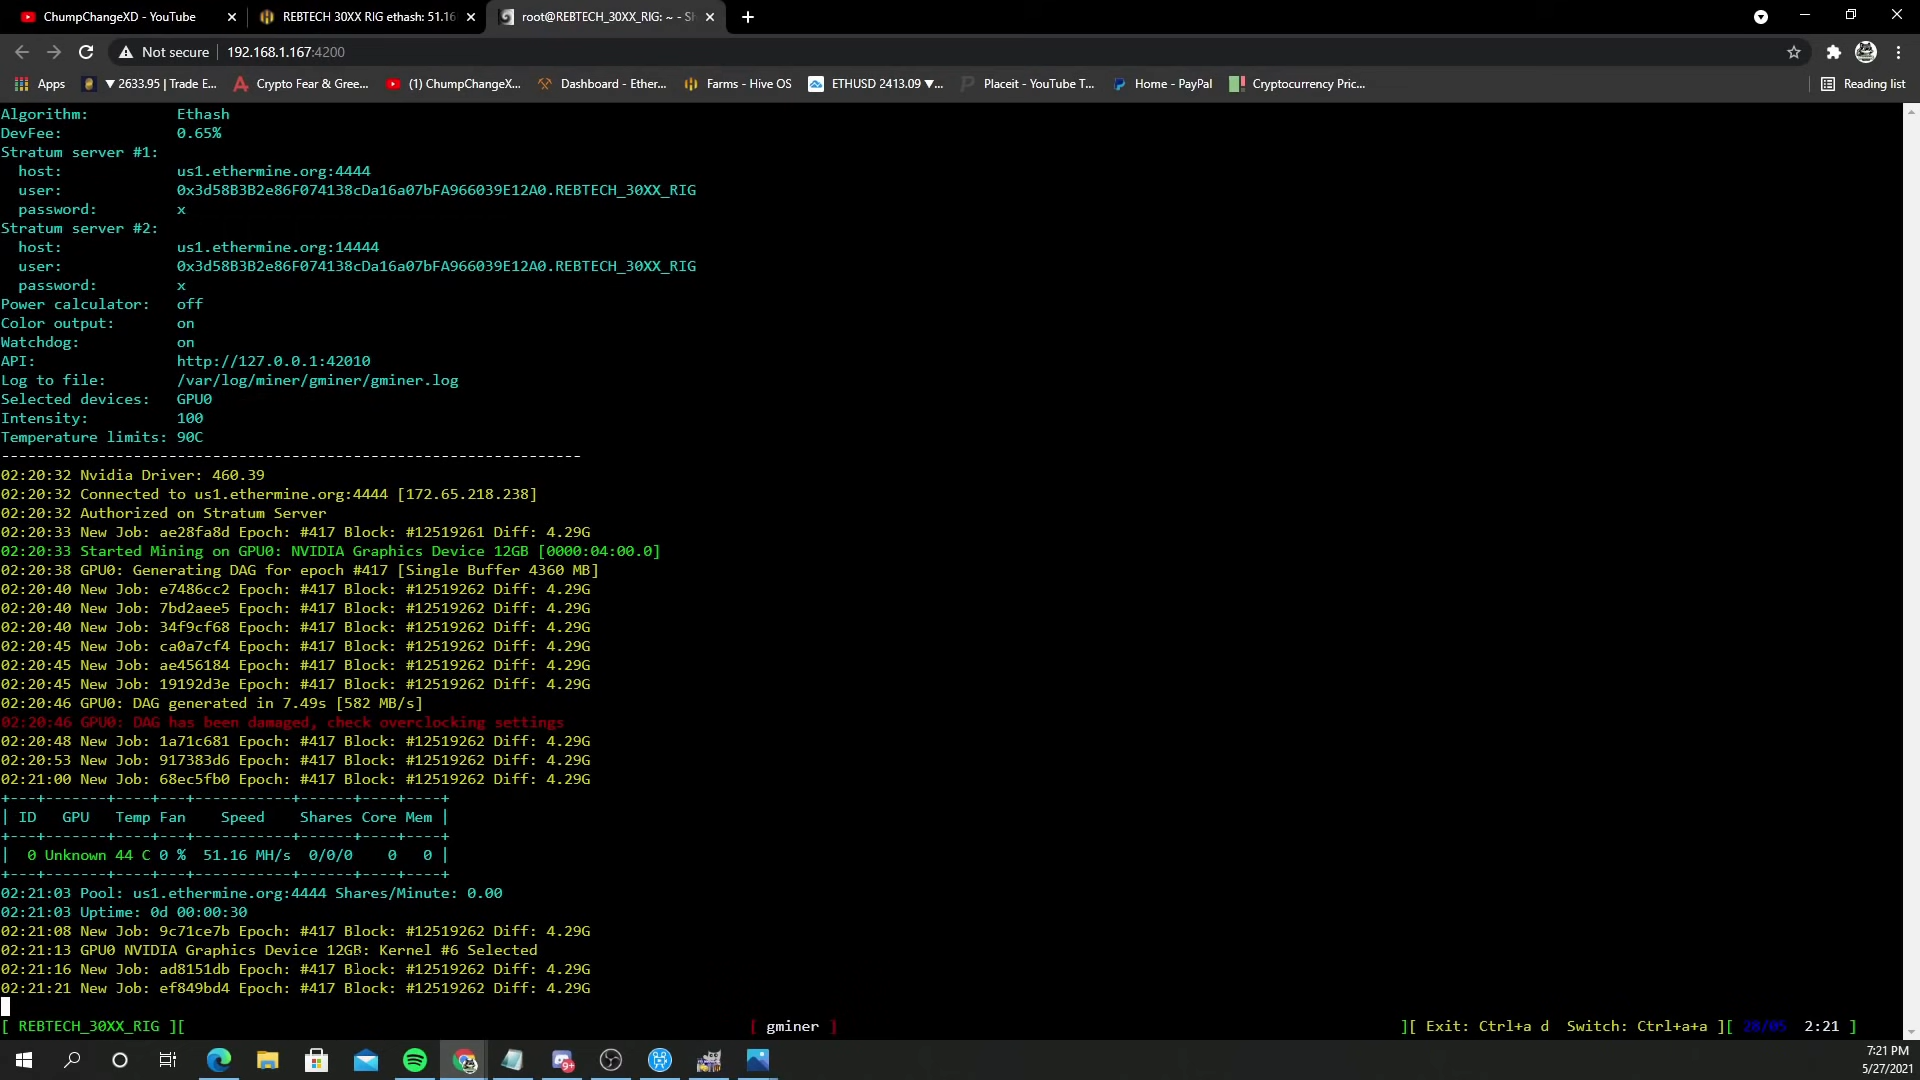 ChumpChangeXD - YouTube
REBTECH 30XX RIG ethash: 51.16
root@REBTECH_30XX_RIG: ~ - Sh
Not secure 192.168.1.167:4200
Apps
▼ 2633.95 | Trade E...
Crypto Fear & Gree...
(1) ChumpChangeX...
Dashboard - Ether...
Farms - Hive OS
ETHUSD 2413.09 ▼...
Placeit - YouTube T...
Home - PayPal
Cryptocurrency Pric...
Reading list
Algorithm: Ethash
DevFee: 0.65%
Stratum server #1:
host: us1.ethermine.org:4444
user: 0x3d58B3B2e86F074138cDa16a07bFA966039E12A0.REBTECH_30XX_RIG
password: x
Stratum server #2:
host: us1.ethermine.org:14444
user: 0x3d58B3B2e86F074138cDa16a07bFA966039E12A0.REBTECH_30XX_RIG
password: x
Power calculator: off
Color output: on
Watchdog: on
API: http://127.0.0.1:42010
Log to file: /var/log/miner/gminer/gminer.log
Selected devices: GPU0
Intensity: 100
Temperature limits: 90C
------------------------------------------------------------------
02:20:32 Nvidia Driver: 460.39
02:20:32 Connected to us1.ethermine.org:4444 [172.65.218.238]
02:20:32 Authorized on Stratum Server
02:20:33 New Job: ae28fa8d Epoch: #417 Block: #12519261 Diff: 4.29G
02:20:33 Started Mining on GPU0: NVIDIA Graphics Device 12GB [0000:04:00.0]
02:20:38 GPU0: Generating DAG for epoch #417 [Single Buffer 4360 MB]
02:20:40 New Job: e7486cc2 Epoch: #417 Block: #12519262 Diff: 4.29G
02:20:40 New Job: 7bd2aee5 Epoch: #417 Block: #12519262 Diff: 4.29G
02:20:40 New Job: 34f9cf68 Epoch: #417 Block: #12519262 Diff: 4.29G
02:20:45 New Job: ca0a7cf4 Epoch: #417 Block: #12519262 Diff: 4.29G
02:20:45 New Job: ae456184 Epoch: #417 Block: #12519262 Diff: 4.29G
02:20:45 New Job: 19192d3e Epoch: #417 Block: #12519262 Diff: 4.29G
02:20:46 GPU0: DAG generated in 7.49s [582 MB/s]
02:20:46 GPU0: DAG has been damaged, check overclocking settings
02:20:48 New Job: 1a71c681 Epoch: #417 Block: #12519262 Diff: 4.29G
02:20:53 New Job: 917383d6 Epoch: #417 Block: #12519262 Diff: 4.29G
02:21:00 New Job: 68ec5fb0 Epoch: #417 Block: #12519262 Diff: 4.29G
+---+-------+----+---+-----------+------+----+----+
| ID GPU Temp Fan Speed Shares Core Mem |
+---+-------+----+---+-----------+------+----+----+
| 0 Unknown 44 C 0 % 51.16 MH/s 0/0/0 0 0 |
+---+-------+----+---+-----------+------+----+----+
02:21:03 Pool: us1.ethermine.org:4444 Shares/Minute: 0.00
02:21:03 Uptime: 0d 00:00:30
02:21:08 New Job: 9c71ce7b Epoch: #417 Block: #12519262 Diff: 4.29G
02:21:13 GPU0 NVIDIA Graphics Device 12GB: Kernel #6 Selected
02:21:16 New Job: ad8151db Epoch: #417 Block: #12519262 Diff: 4.29G
02:21:21 New Job: ef849bd4 Epoch: #417 Block: #12519262 Diff: 4.29G
[ REBTECH_30XX_RIG ][ [ gminer ] ][ Exit: Ctrl+a d Switch: Ctrl+a+a ][ 28/05 2:21 ]
9+
7:21 PM
5/27/2021